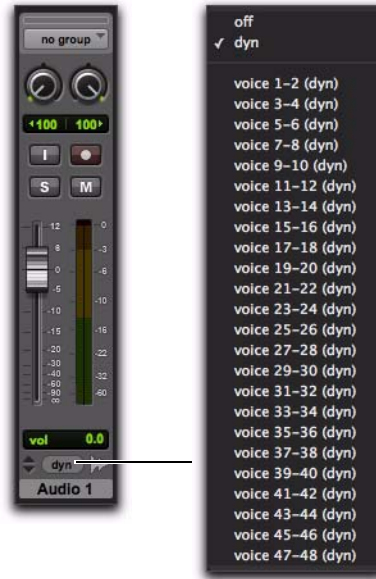 no group
◂100 100▸
I
S M
12
6
0
-5
-10
-15
-20
-30
-40
-60
-90
∞
0
-3
-6
-10
-16
-22
-32
-60
vol 0.0
dyn
Audio 1
off
✓ dyn
voice 1–2 (dyn)
voice 3–4 (dyn)
voice 5–6 (dyn)
voice 7–8 (dyn)
voice 9–10 (dyn)
voice 11–12 (dyn)
voice 13–14 (dyn)
voice 15–16 (dyn)
voice 17–18 (dyn)
voice 19–20 (dyn)
voice 21–22 (dyn)
voice 23–24 (dyn)
voice 25–26 (dyn)
voice 27–28 (dyn)
voice 29–30 (dyn)
voice 31–32 (dyn)
voice 33–34 (dyn)
voice 35–36 (dyn)
voice 37–38 (dyn)
voice 39–40 (dyn)
voice 41–42 (dyn)
voice 43–44 (dyn)
voice 45–46 (dyn)
voice 47–48 (dyn)